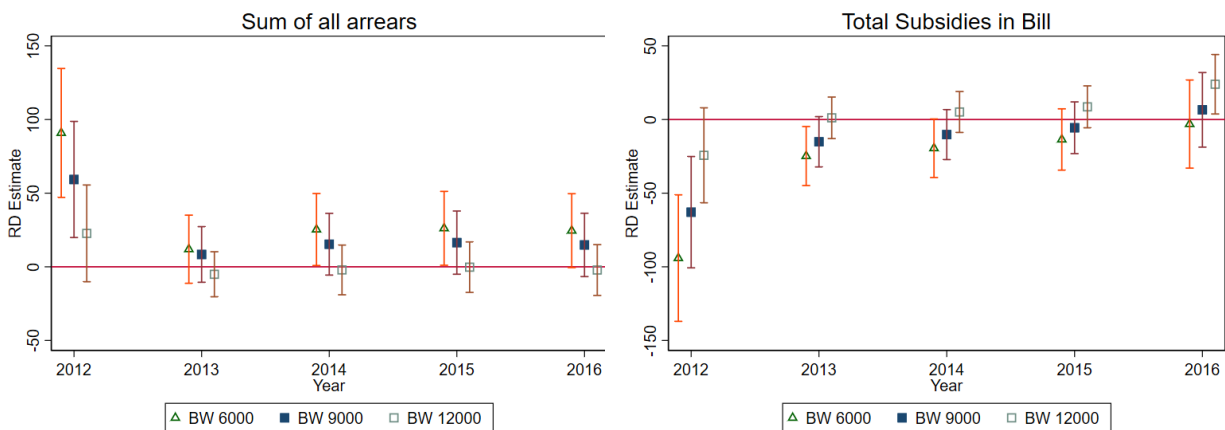 Sum of all arrears
RD Estimate
150
100
50
0
-50
2012 2013 2014 2015 2016
Year
BW 6000 BW 9000 BW 12000
Total Subsidies in Bill
RD Estimate
50
0
-50
-100
-150
2012 2013 2014 2015 2016
Year
BW 6000 BW 9000 BW 12000